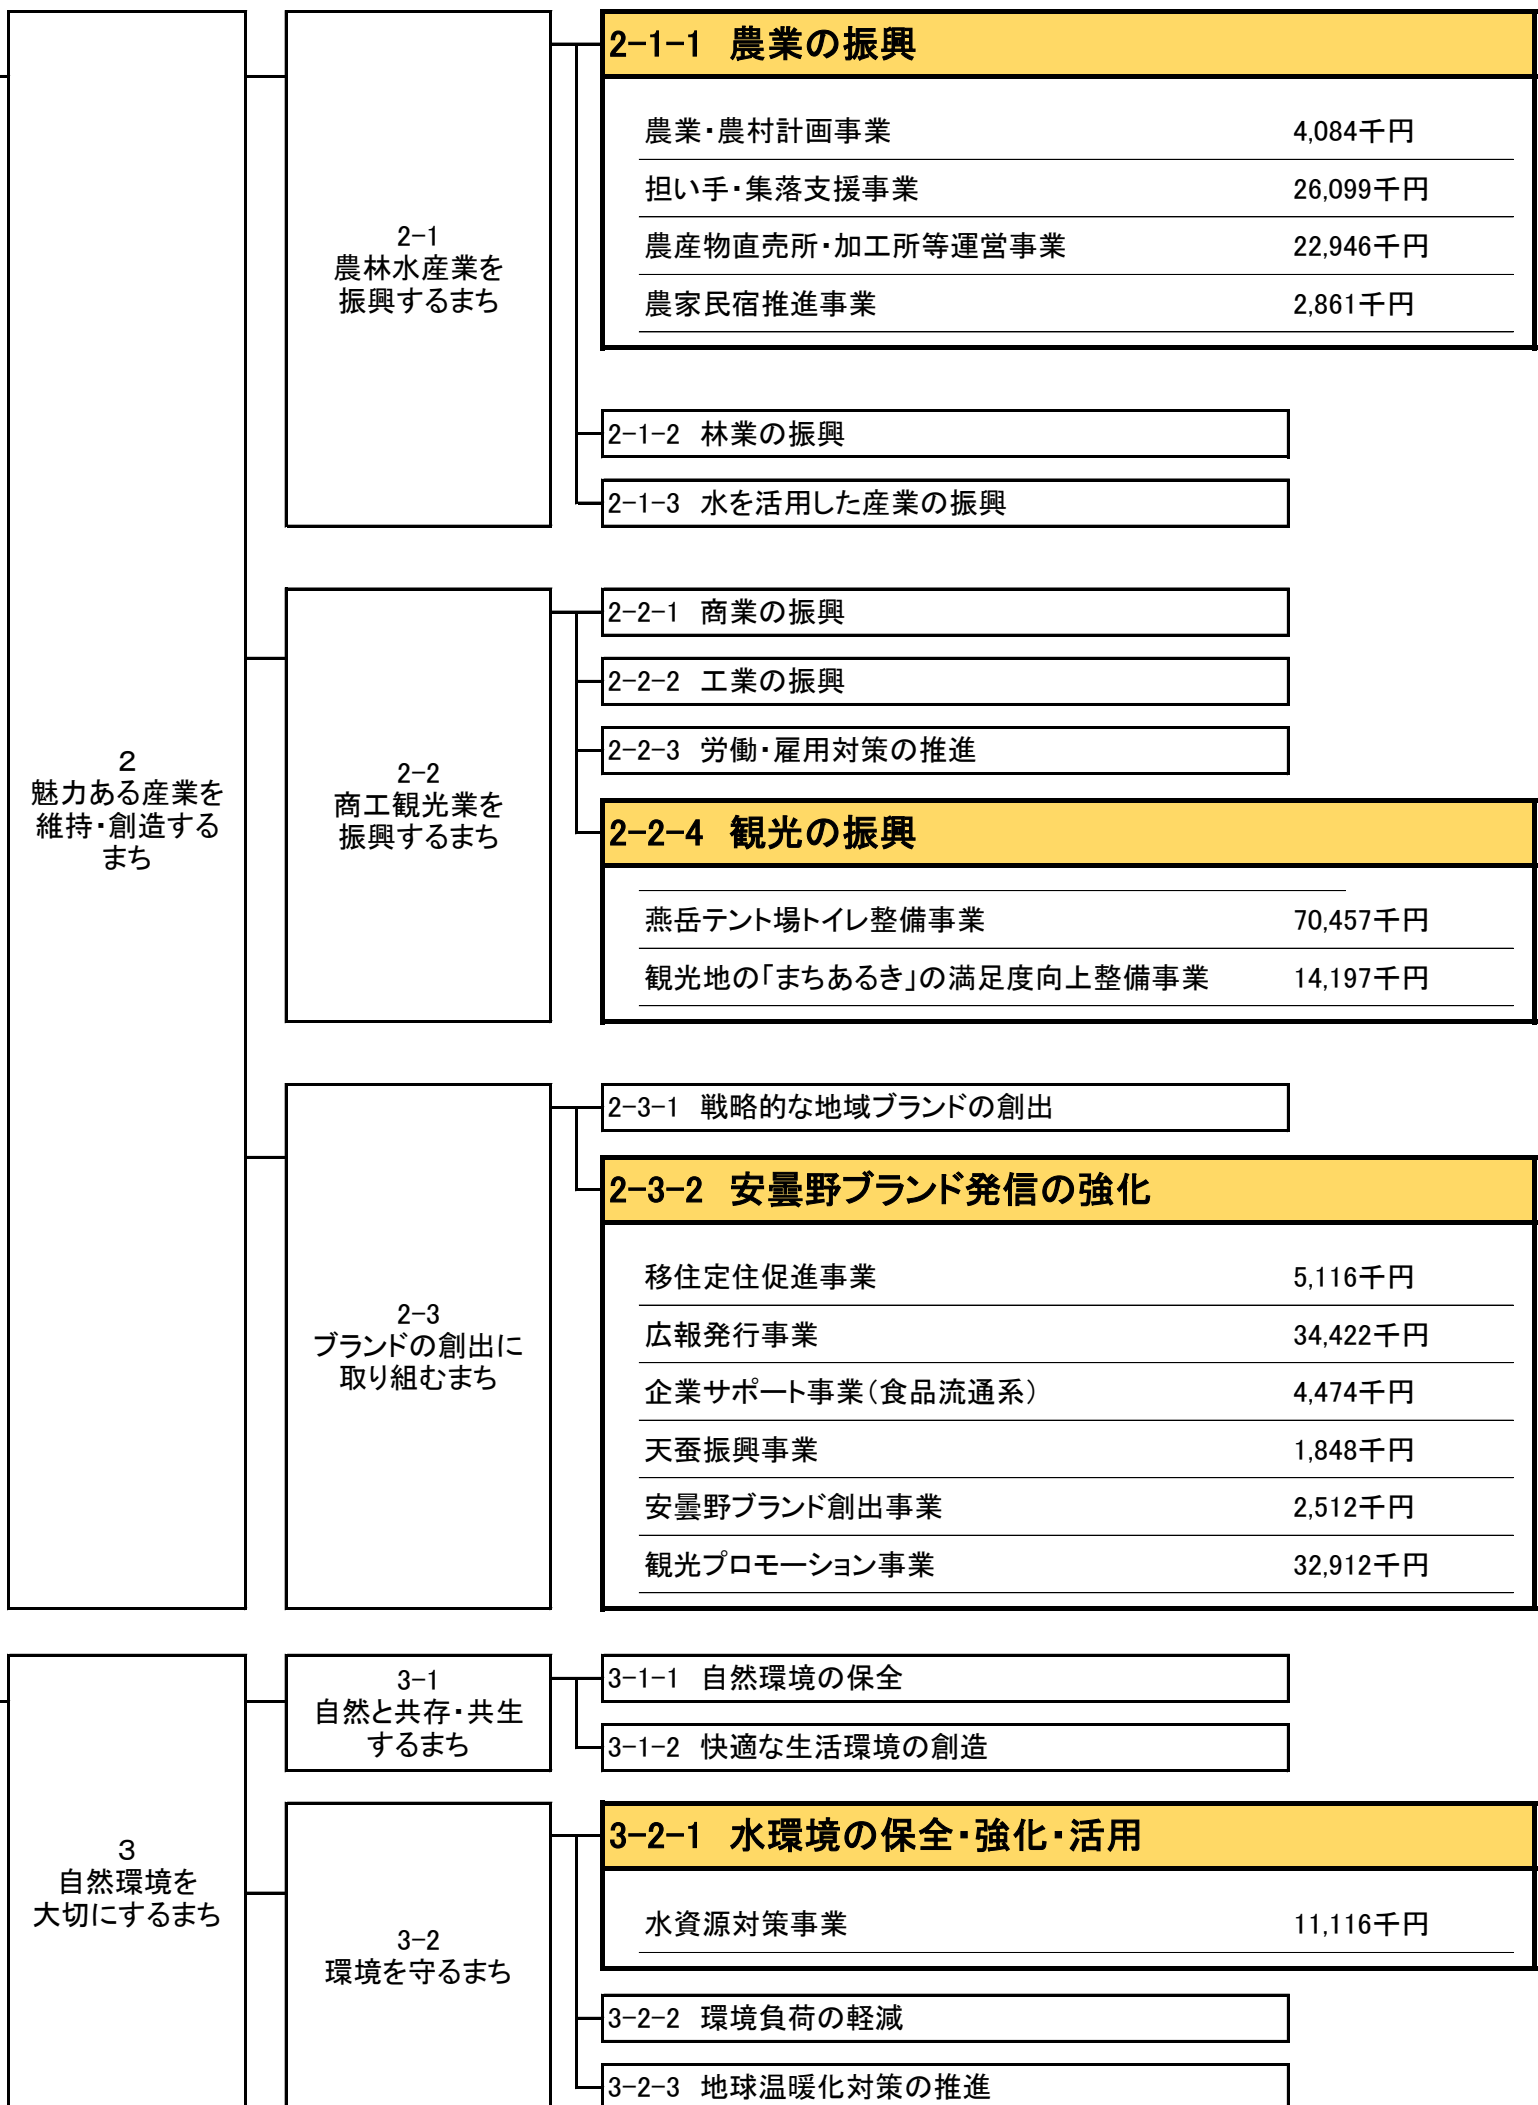 2
魅力ある産業を
維持・創造する
まち
2-1
農林水産業を
振興するまち
2-1-1 農業の振興
農業・農村計画事業 4,084千円
担い手・集落支援事業 26,099千円
農産物直売所・加工所等運営事業 22,946千円
農家民宿推進事業 2,861千円
2-1-2 林業の振興
2-1-3 水を活用した産業の振興
2-2
商工観光業を
振興するまち
2-2-1 商業の振興
2-2-2 工業の振興
2-2-3 労働・雇用対策の推進
2-2-4 観光の振興
燕岳テント場トイレ整備事業 70,457千円
観光地の「まちあるき」の満足度向上整備事業 14,197千円
2-3
ブランドの創出に
取り組むまち
2-3-1 戦略的な地域ブランドの創出
2-3-2 安曇野ブランド発信の強化
移住定住促進事業 5,116千円
広報発行事業 34,422千円
企業サポート事業(食品流通系) 4,474千円
天蚕振興事業 1,848千円
安曇野ブランド創出事業 2,512千円
観光プロモーション事業 32,912千円
3
自然環境を
大切にするまち
3-1
自然と共存・共生
するまち
3-1-1 自然環境の保全
3-1-2 快適な生活環境の創造
3-2
環境を守るまち
3-2-1 水環境の保全・強化・活用
水資源対策事業 11,116千円
3-2-2 環境負荷の軽減
3-2-3 地球温暖化対策の推進